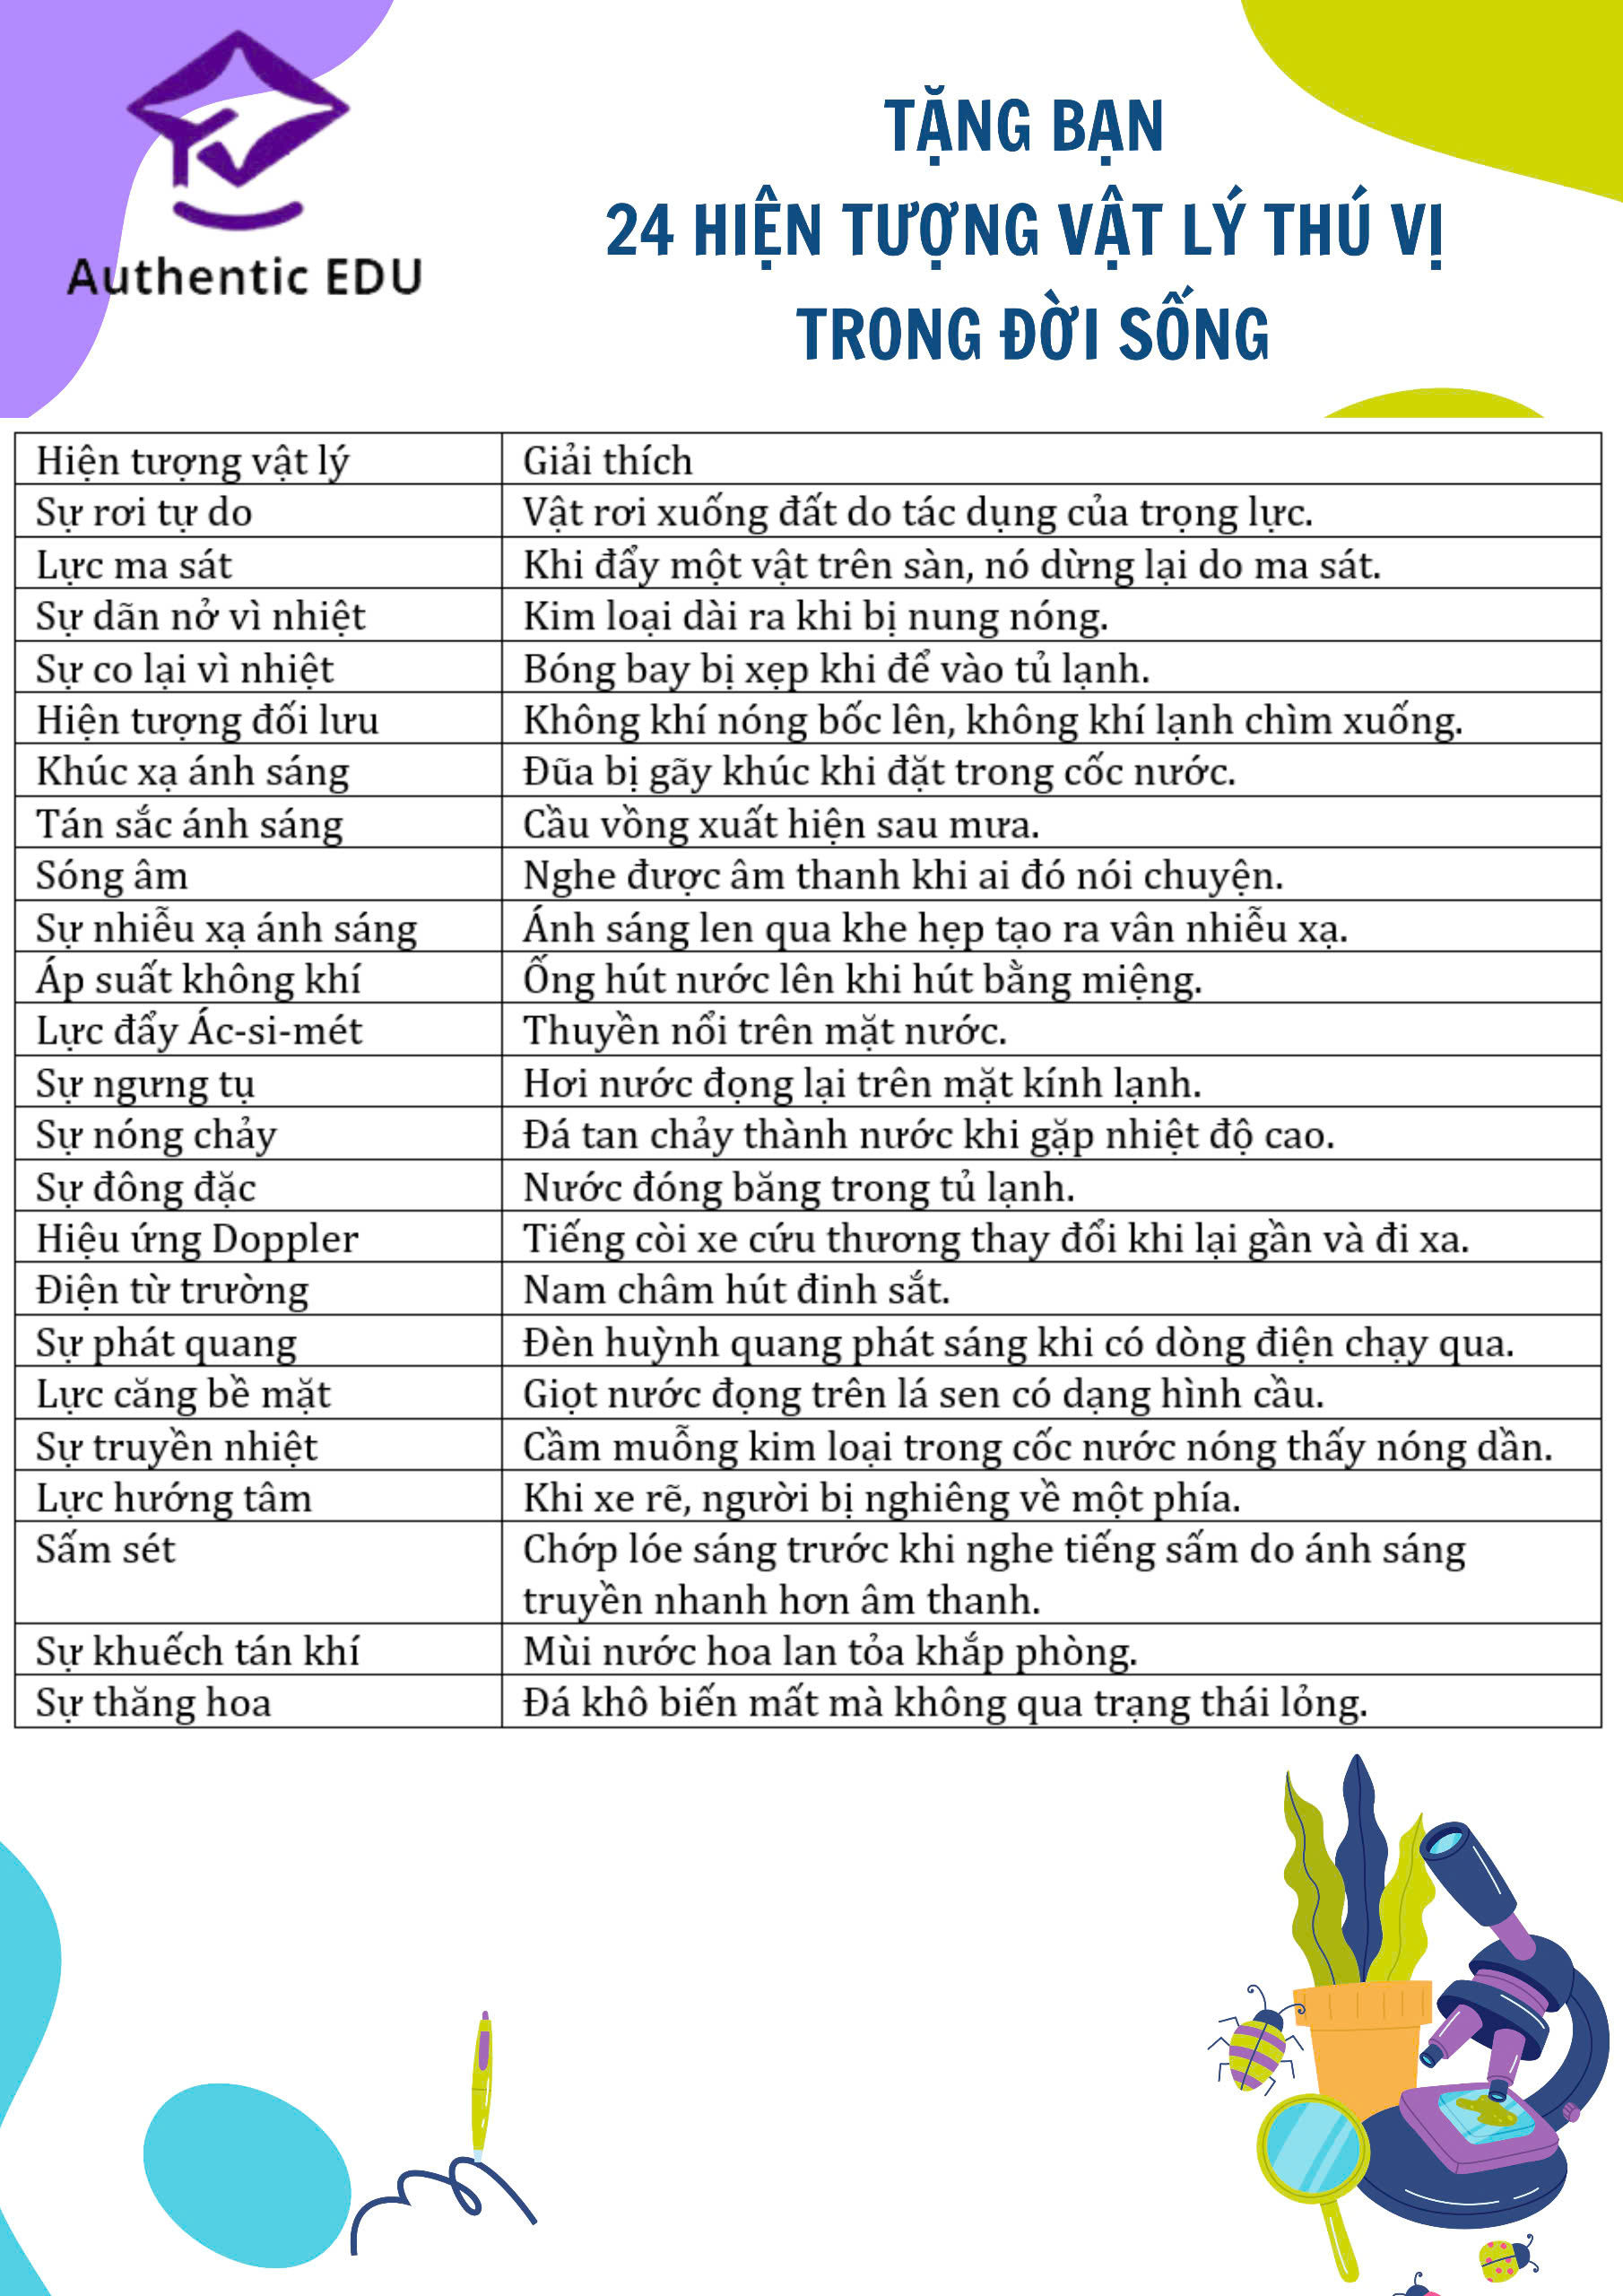 Authentic EDU
TẶNG BẠN
24 HIỆN TƯỢNG VẬT LÝ THÚ VỊ
TRONG ĐỜI SỐNG
Hiện tượng vật lý Giải thích
Sự rơi tự do Vật rơi xuống đất do tác dụng của trọng lực.
Lực ma sát Khi đẩy một vật trên sàn, nó dừng lại do ma sát.
Sự dãn nở vì nhiệt Kim loại dài ra khi bị nung nóng.
Sự co lại vì nhiệt Bóng bay bị xẹp khi để vào tủ lạnh.
Hiện tượng đối lưu Không khí nóng bốc lên, không khí lạnh chìm xuống.
Khúc xạ ánh sáng Đũa bị gãy khúc khi đặt trong cốc nước.
Tán sắc ánh sáng Cầu vồng xuất hiện sau mưa.
Sóng âm Nghe được âm thanh khi ai đó nói chuyện.
Sự nhiễu xạ ánh sáng Ánh sáng len qua khe hẹp tạo ra vân nhiễu xạ.
Áp suất không khí Ống hút nước lên khi hút bằng miệng.
Lực đẩy Ác-si-mét Thuyền nổi trên mặt nước.
Sự ngưng tụ Hơi nước đọng lại trên mặt kính lạnh.
Sự nóng chảy Đá tan chảy thành nước khi gặp nhiệt độ cao.
Sự đông đặc Nước đóng băng trong tủ lạnh.
Hiệu ứng Doppler Tiếng còi xe cứu thương thay đổi khi lại gần và đi xa.
Điện từ trường Nam châm hút đinh sắt.
Sự phát quang Đèn huỳnh quang phát sáng khi có dòng điện chạy qua.
Lực căng bề mặt Giọt nước đọng trên lá sen có dạng hình cầu.
Sự truyền nhiệt Cầm muỗng kim loại trong cốc nước nóng thấy nóng dần.
Lực hướng tâm Khi xe rẽ, người bị nghiêng về một phía.
Sấm sét Chớp lóe sáng trước khi nghe tiếng sấm do ánh sáng
truyền nhanh hơn âm thanh.
Sự khuếch tán khí Mùi nước hoa lan tỏa khắp phòng.
Sự thăng hoa Đá khô biến mất mà không qua trạng thái lỏng.